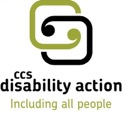 ccs
disability action
Including all people